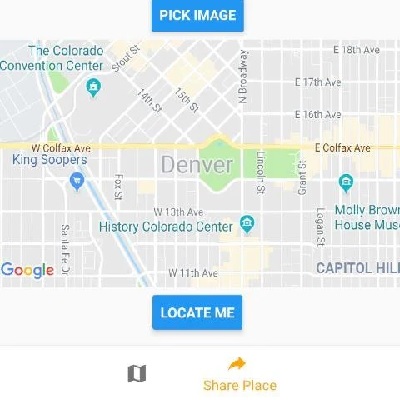 PICK IMAGE
The Colorado
Convention Center
Stout St
14th St
15th St
N Broadway
E 18th Ave
E 17th Ave
E 16th Ave
W Colfax Ave
E Colfax Ave
King Soopers
Denver
Fox St
Lincoln St
Grant St
Logan St
W 13th Ave
Molly Brown
House Muse
History Colorado Center
Santa Fe Dr
Google
W 11th Ave
CAPITOL HILL
LOCATE ME
Share Place